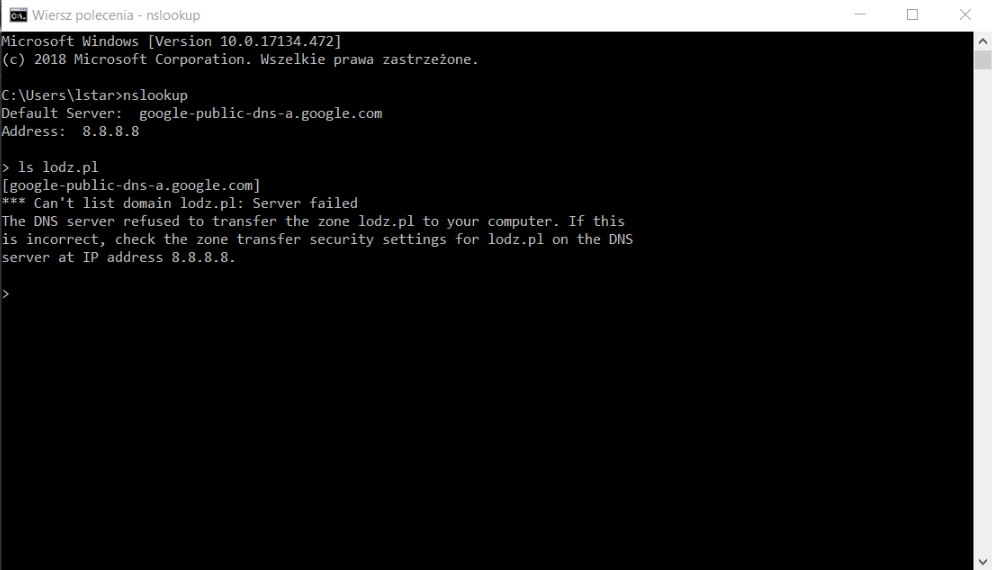 Wiersz polecenia - nslookup
Microsoft Windows [Version 10.0.17134.472]
(c) 2018 Microsoft Corporation. Wszelkie prawa zastrzeżone.
C:\Users\lstar>nslookup
Default Server:  google-public-dns-a.google.com
Address:  8.8.8.8
> ls lodz.pl
[google-public-dns-a.google.com]
*** Can't list domain lodz.pl: Server failed
The DNS server refused to transfer the zone lodz.pl to your computer. If this
is incorrect, check the zone transfer security settings for lodz.pl on the DNS
server at IP address 8.8.8.8.
>